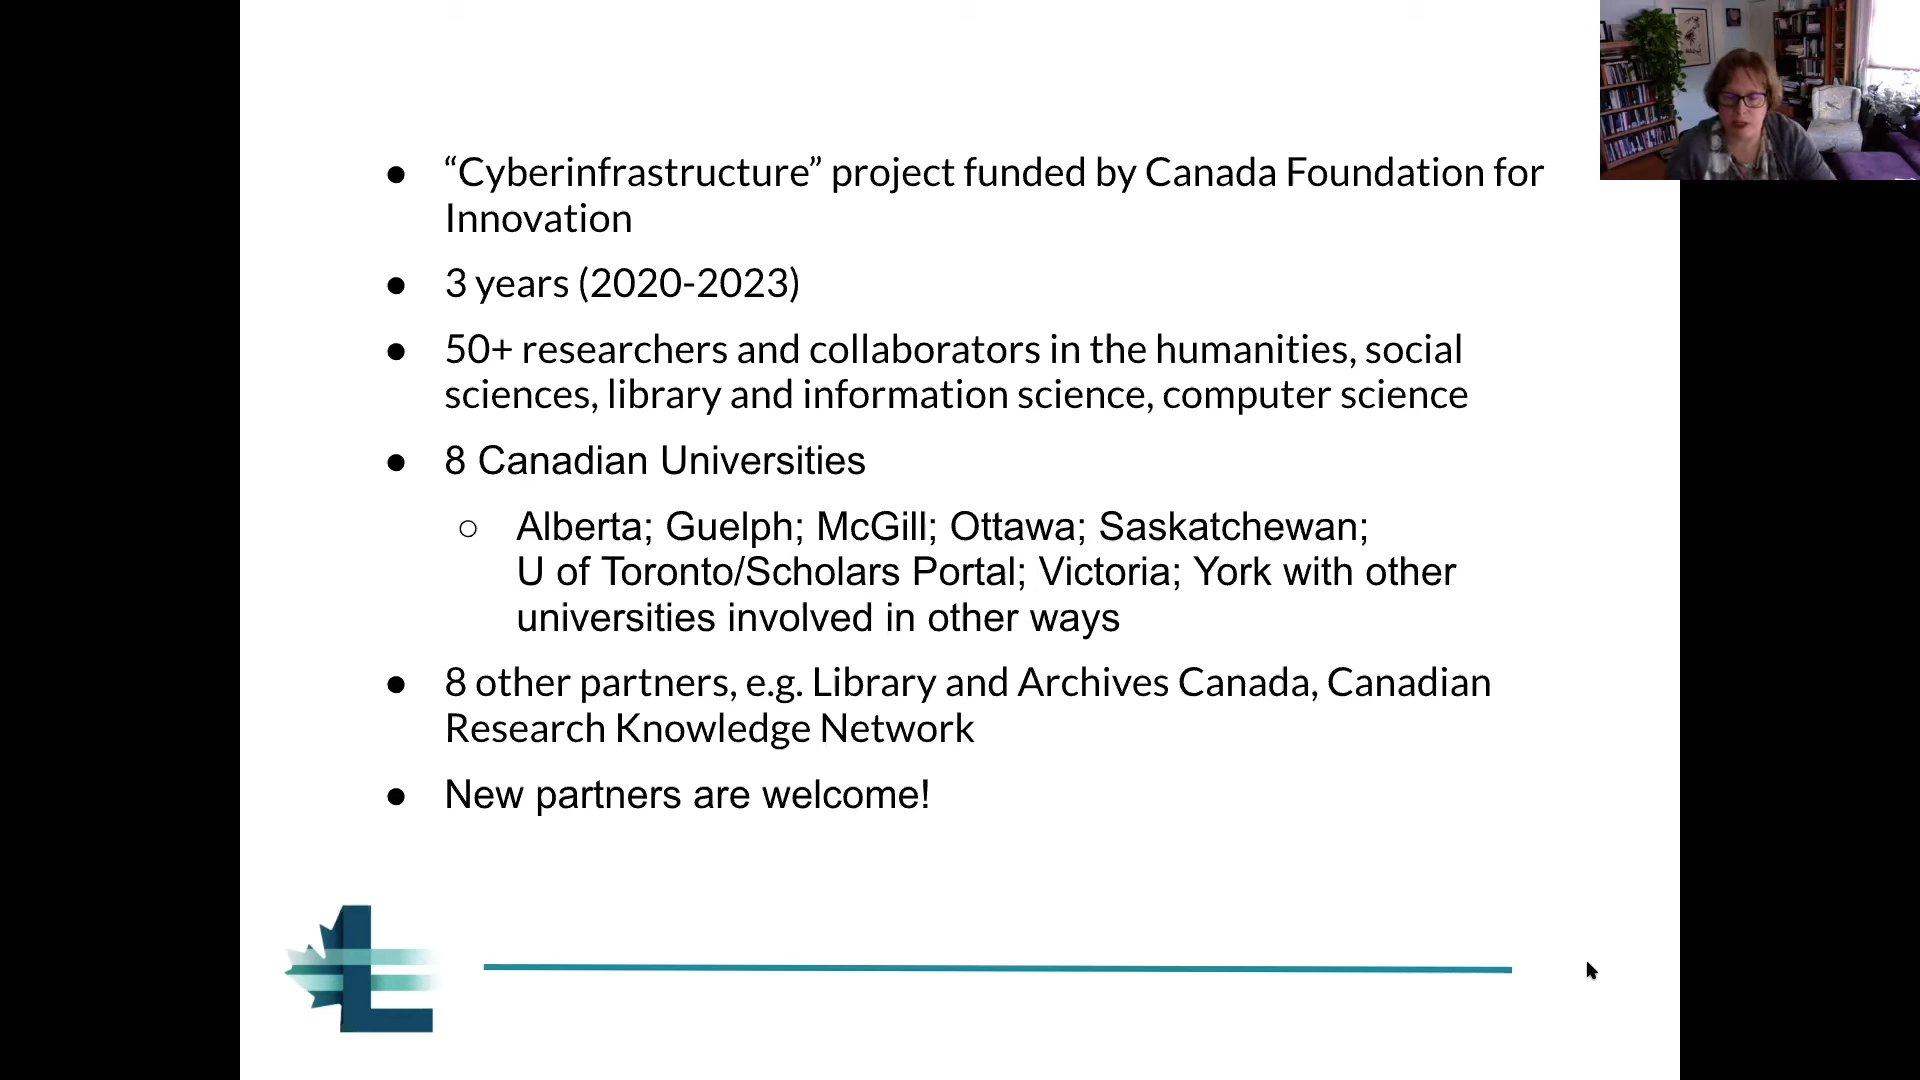 ● “Cyberinfrastructure” project funded by Canada Foundation for
Innovation
● 3 years (2020-2023)
● 50+ researchers and collaborators in the humanities, social
sciences, library and information science, computer science
● 8 Canadian Universities
○ Alberta; Guelph; McGill; Ottawa; Saskatchewan;
U of Toronto/Scholars Portal; Victoria; York with other
universities involved in other ways
● 8 other partners, e.g. Library and Archives Canada, Canadian
Research Knowledge Network
● New partners are welcome!
L